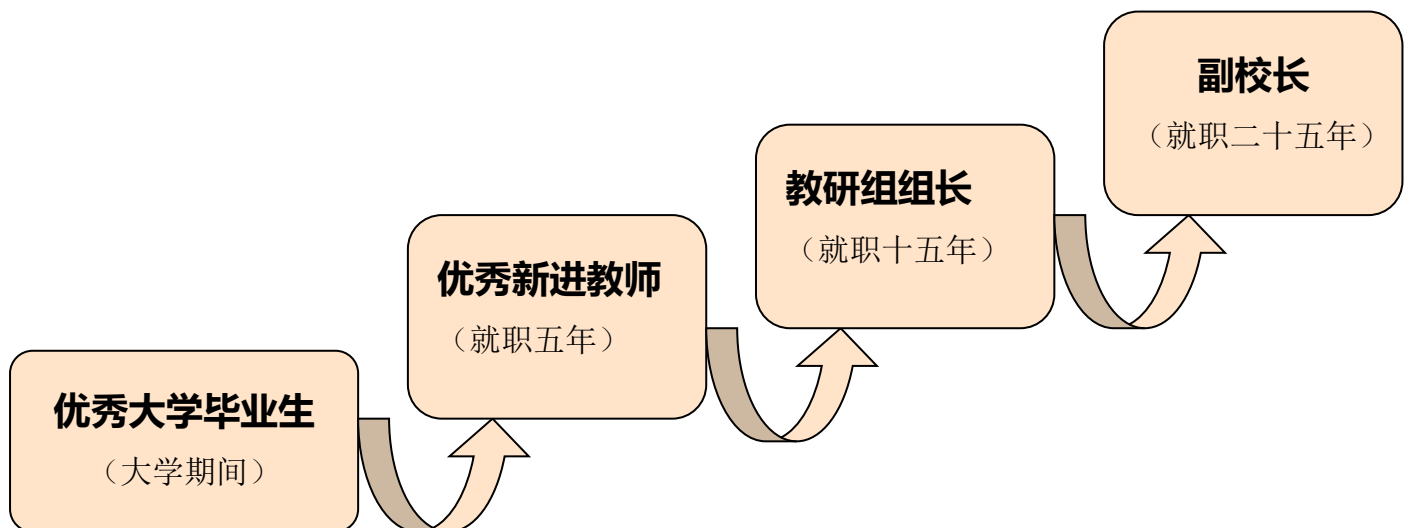 副校长
（就职二十五年）
教研组组长
（就职十五年）
优秀新进教师
（就职五年）
优秀大学毕业生
（大学期间）